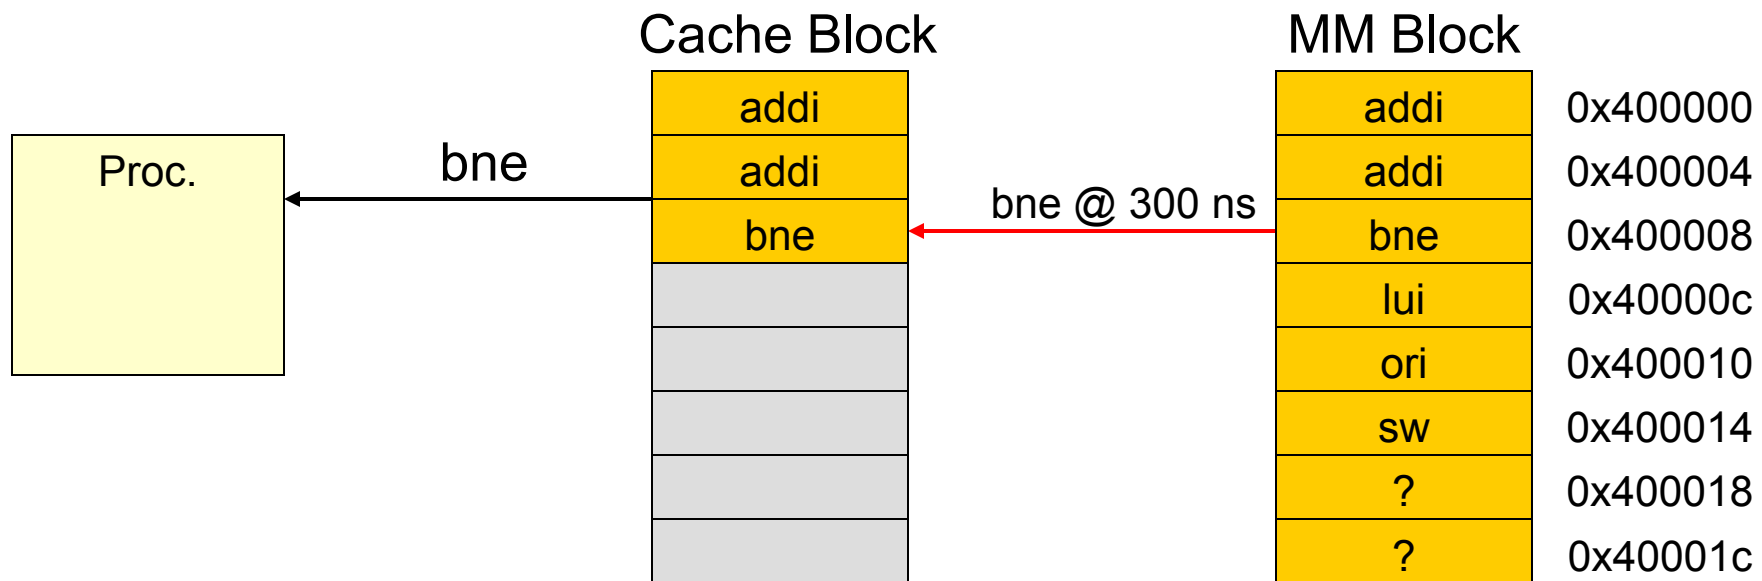 Cache Block
MM Block
addi
addi
0x400000
Proc.
bne
addi
addi
0x400004
bne @ 300 ns
bne
bne
0x400008
lui
0x40000c
ori
0x400010
sw
0x400014
?
0x400018
?
0x40001c